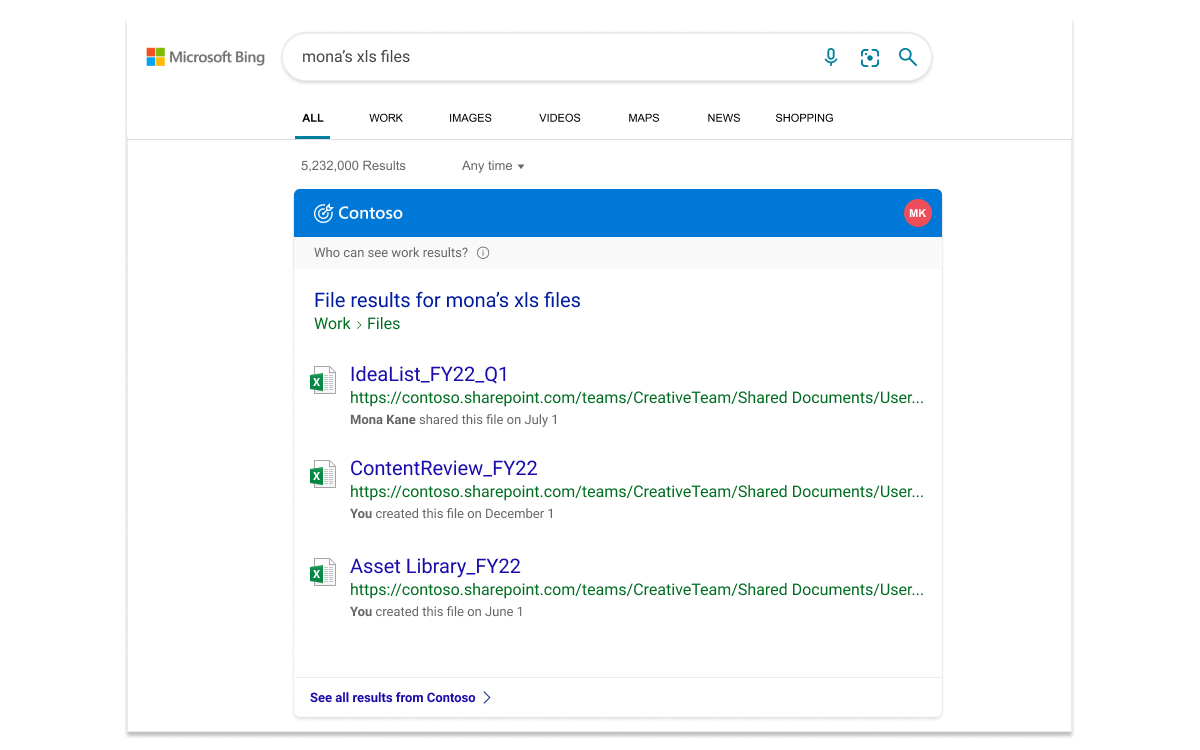 Microsoft Bing
mona’s xls files
ALL WORK IMAGES VIDEOS MAPS NEWS SHOPPING
5,232,000 Results Any time
Contoso MK
Who can see work results?
File results for mona’s xls files
Work › Files
IdeaList_FY22_Q1
https://contoso.sharepoint.com/teams/CreativeTeam/Shared Documents/User...
Mona Kane shared this file on July 1
ContentReview_FY22
https://contoso.sharepoint.com/teams/CreativeTeam/Shared Documents/User...
You created this file on December 1
Asset Library_FY22
https://contoso.sharepoint.com/teams/CreativeTeam/Shared Documents/User...
You created this file on June 1
See all results from Contoso